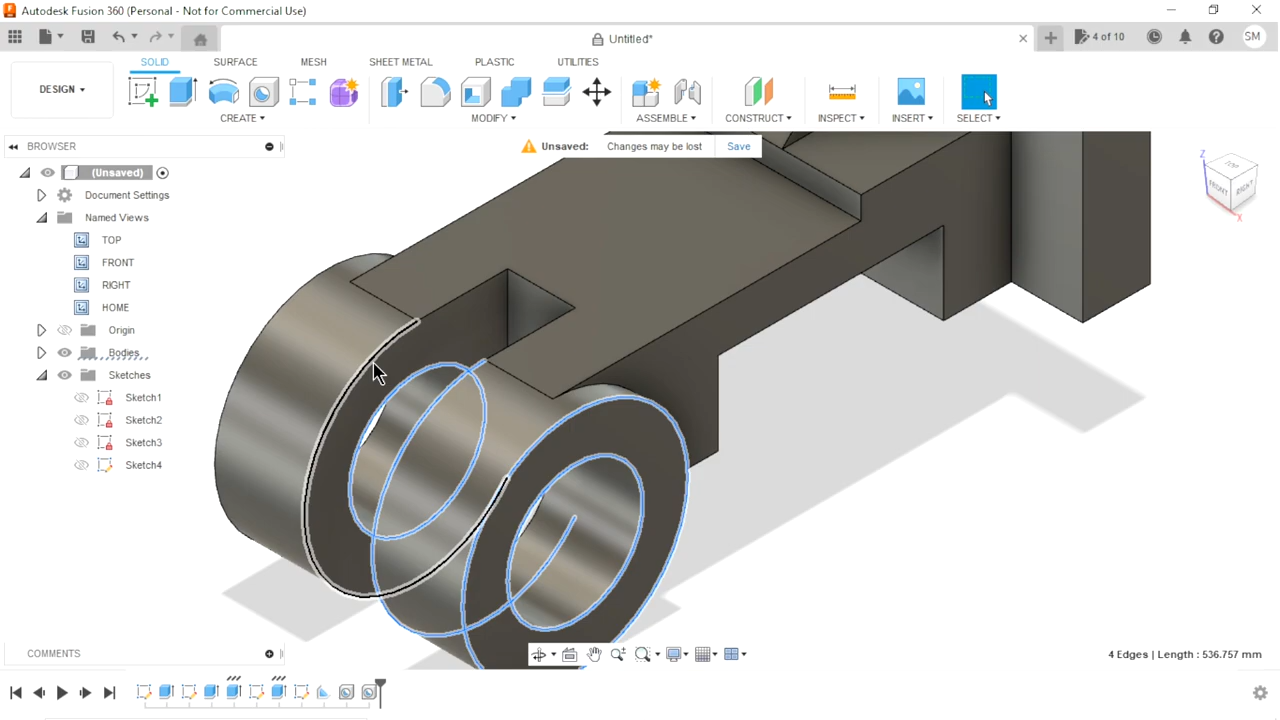 Autodesk Fusion 360 (Personal - Not for Commercial Use)
Untitled*
4 of 10
SM
DESIGN
SOLID
SURFACE
MESH
SHEET METAL
PLASTIC
UTILITIES
CREATE
MODIFY
ASSEMBLE
CONSTRUCT
INSPECT
INSERT
SELECT
BROWSER
Unsaved: Changes may be lost Save
(Unsaved)
Document Settings
Named Views
TOP
FRONT
RIGHT
HOME
Origin
Bodies
Sketches
Sketch1
Sketch2
Sketch3
Sketch4
Z
TOP
FRONT
RIGHT
X
COMMENTS
4 Edges | Length : 536.757 mm